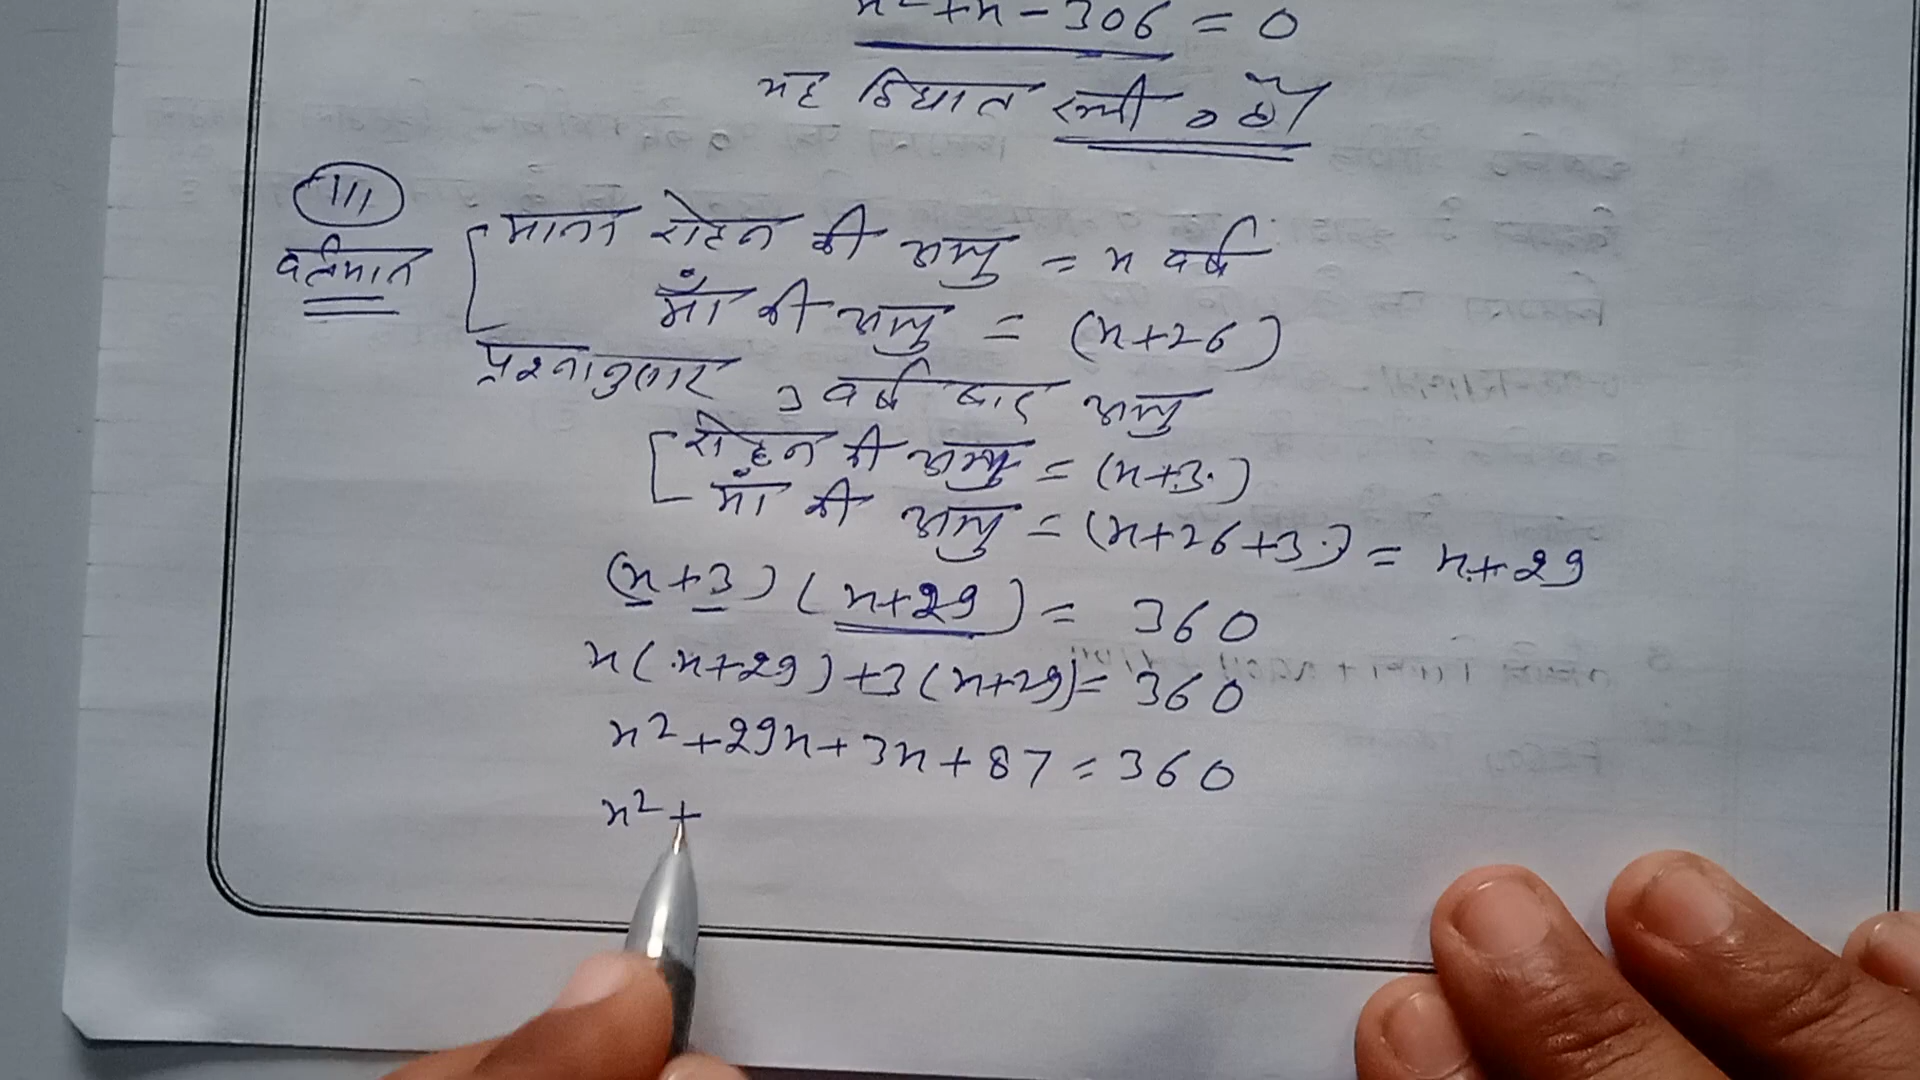 x² + x - 306 = 0
यह द्विघात समी० है।
III
वर्तमान
माना रोहन की आयु = x वर्ष
माँ की आयु = (x+26)
प्रश्नानुसार 3 वर्ष बाद आयु
रोहन की आयु = (x+3)
माँ की आयु = (x+26+3) = x+29
(x+3) (x+29) = 360
x(x+29)+3(x+29)=360
x²+29x+3x+87=360
x²+